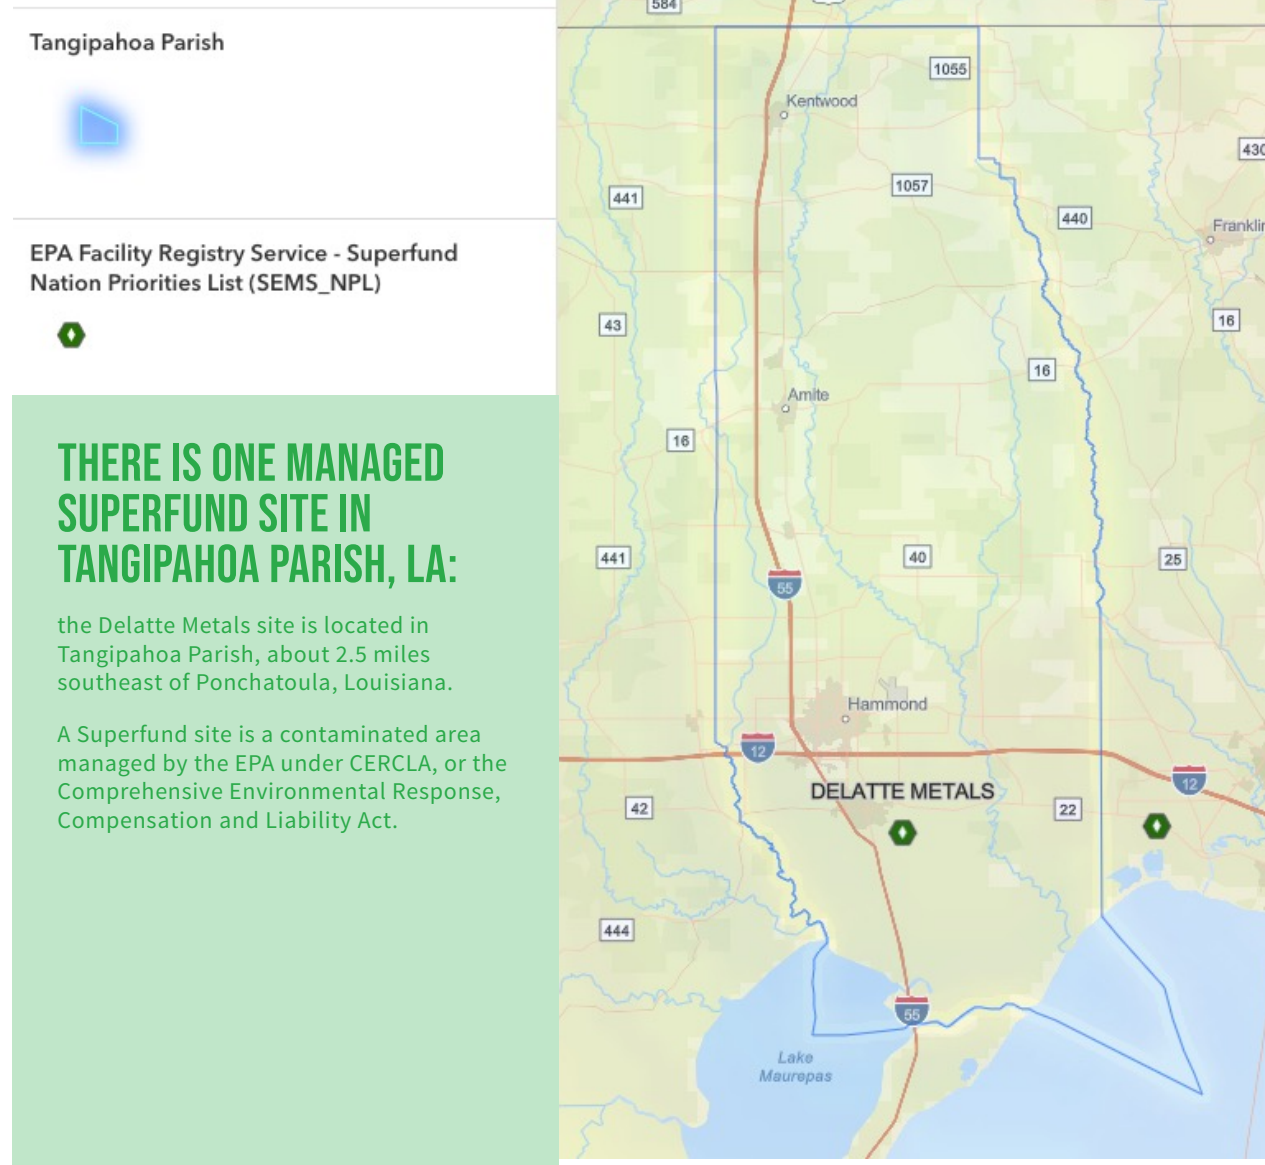 Tangipahoa Parish
EPA Facility Registry Service - Superfund
Nation Priorities List (SEMS_NPL)
THERE IS ONE MANAGED
SUPERFUND SITE IN
TANGIPAHOA PARISH, LA:
the Delatte Metals site is located in
Tangipahoa Parish, about 2.5 miles
southeast of Ponchatoula, Louisiana.
A Superfund site is a contaminated area
managed by the EPA under CERCLA, or the
Comprehensive Environmental Response,
Compensation and Liability Act.
584
1055
Kentwood
430
1057
441
440
Franklin
43
16
16
Amite
16
441
40
25
55
Hammond
12
12
DELATTE METALS
42
22
444
55
Lake
Maurepas